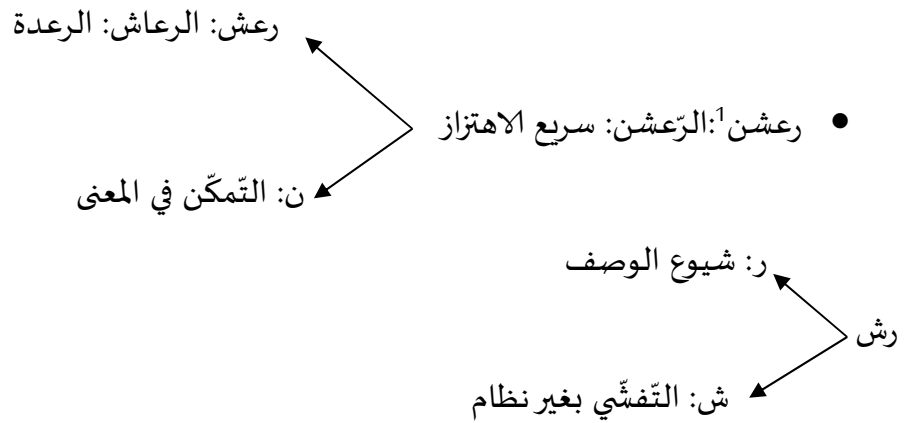 رعش: الرعاش: الرعدة
• رعشن1:الرّعشن: سريع الاهتزاز
ن: التّمكّن في المعنى
ر: شيوع الوصف
رش
ش: التّفشّي بغير نظام